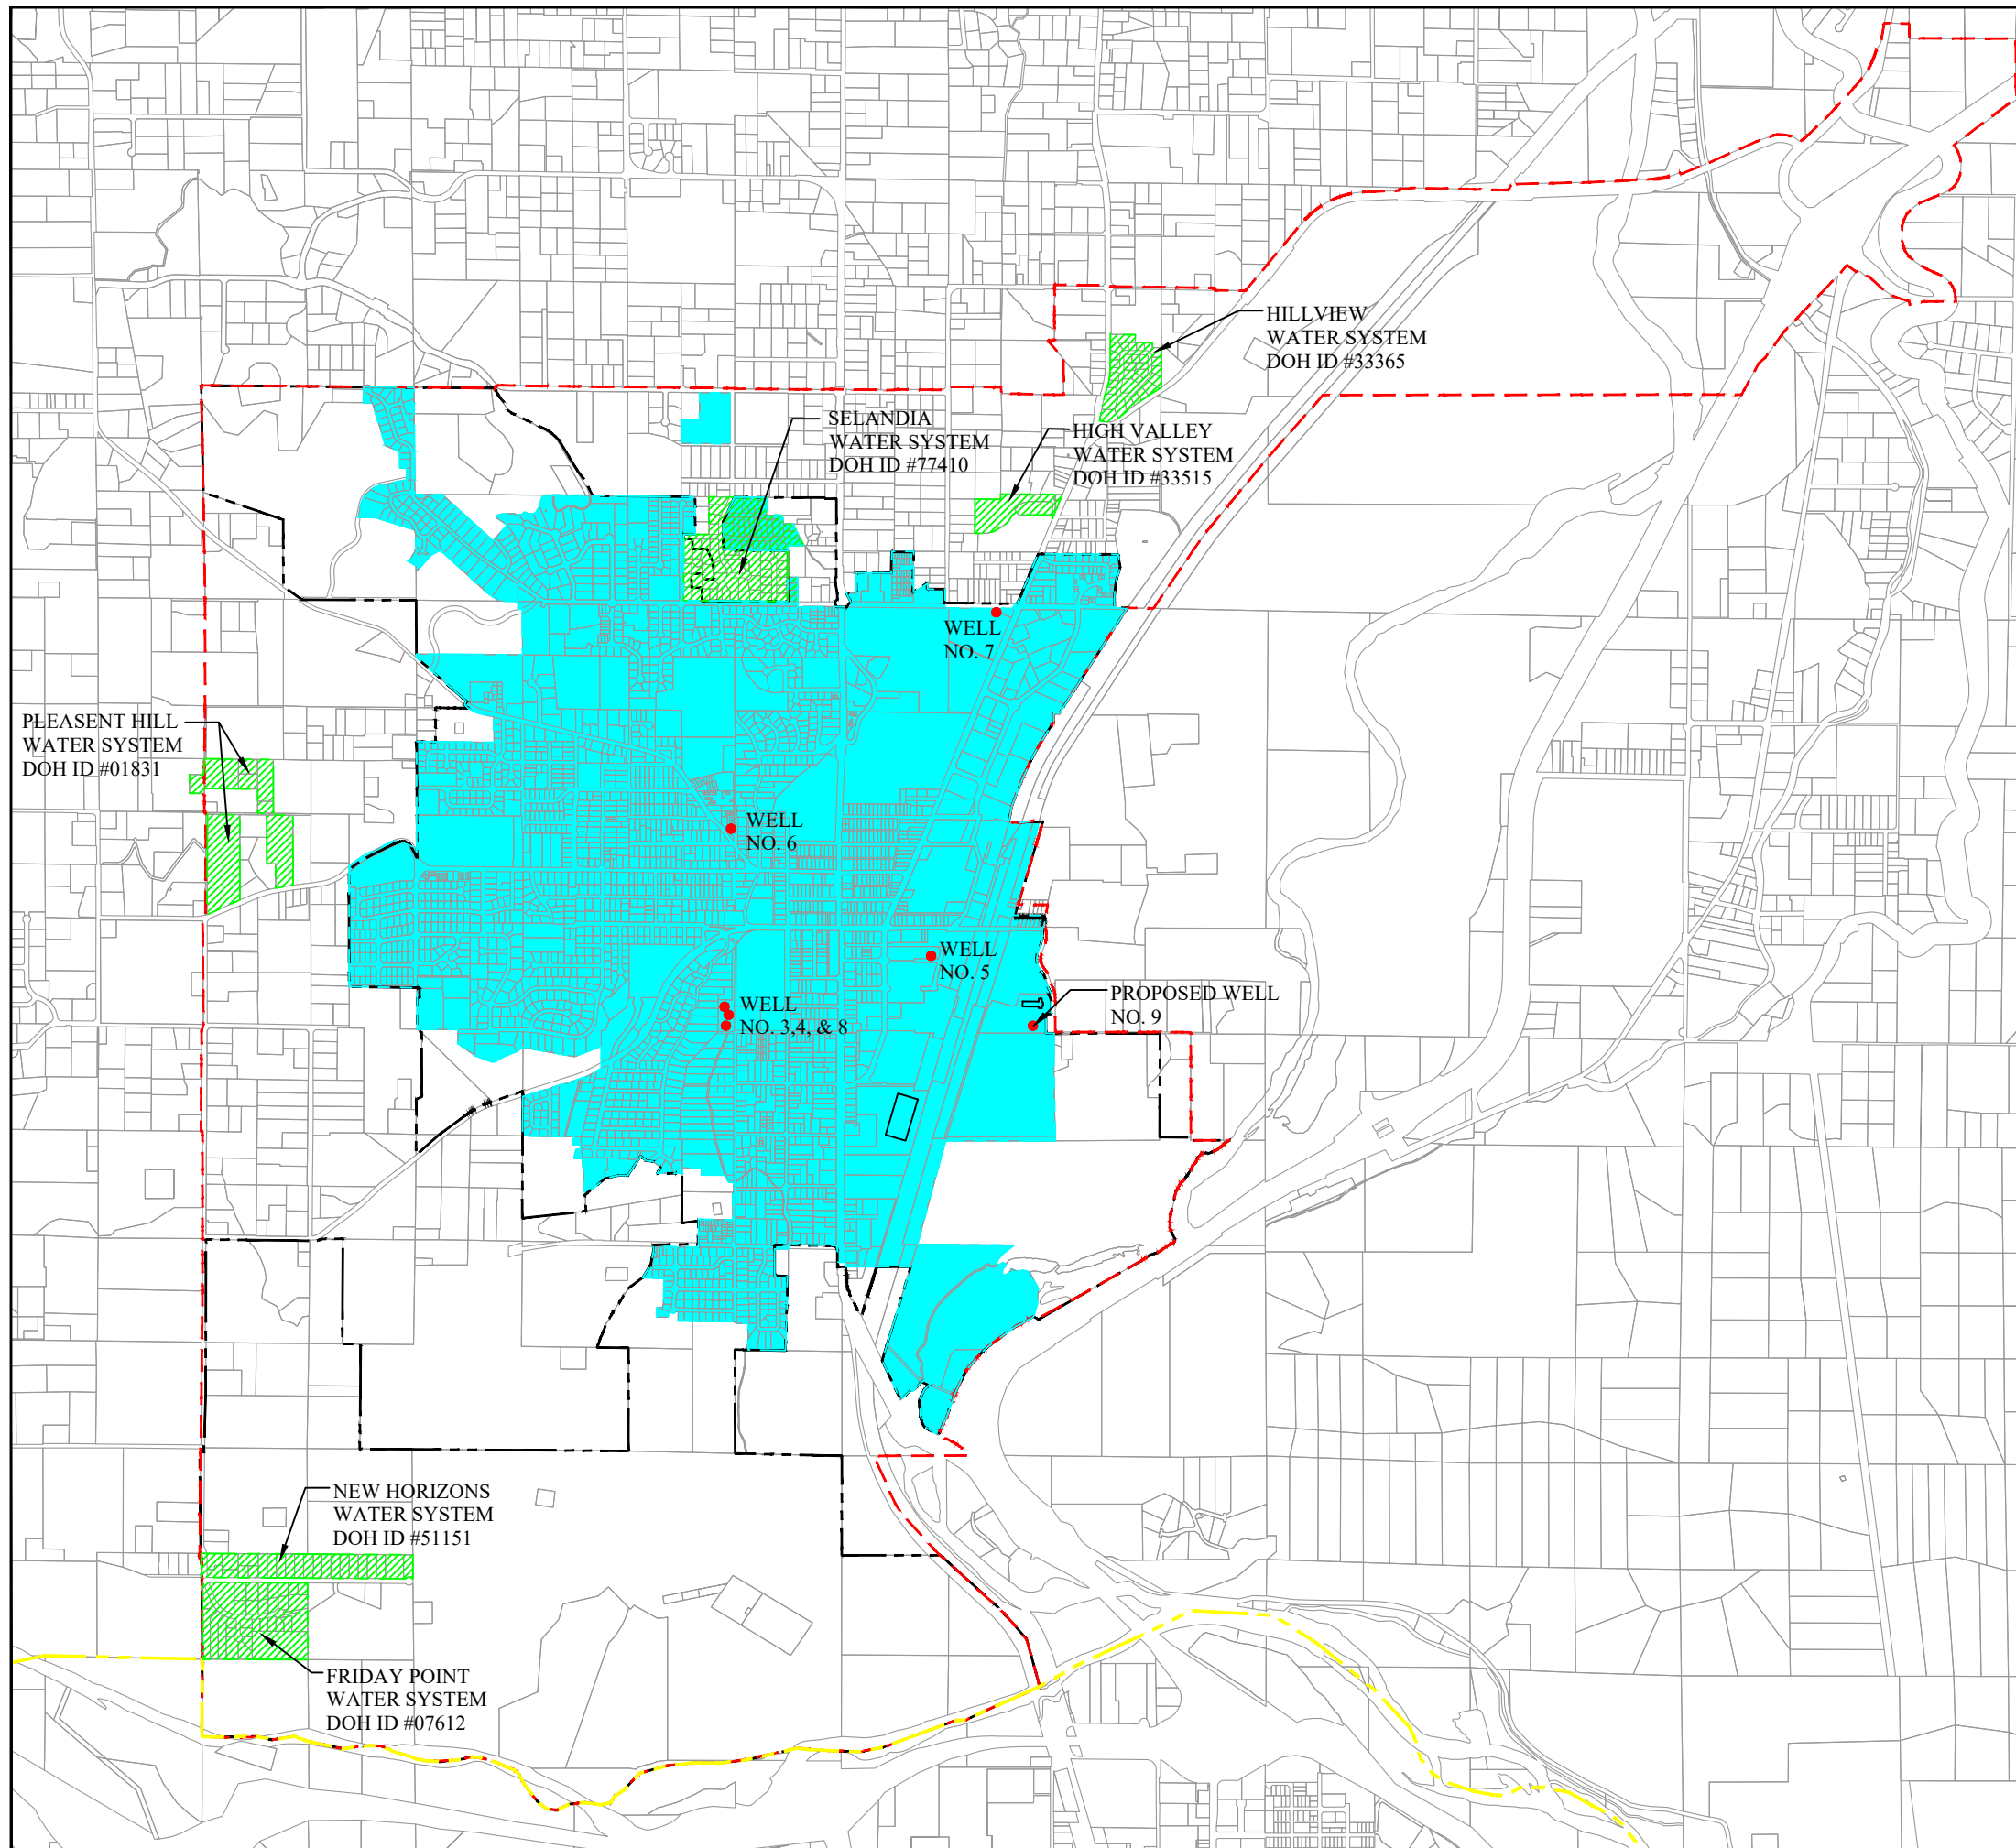 HILLVIEW
WATER SYSTEM
DOH ID #33365
SELANDIA
WATER SYSTEM
DOH ID #77410
HIGH VALLEY
WATER SYSTEM
DOH ID #33515
WELL
NO. 7
PLEASENT HILL
WATER SYSTEM
DOH ID #01831
WELL
NO. 6
WELL
NO. 5
WELL
NO. 3,4, & 8
PROPOSED WELL
NO. 9
NEW HORIZONS
WATER SYSTEM
DOH ID #51151
FRIDAY POINT
WATER SYSTEM
DOH ID #07612